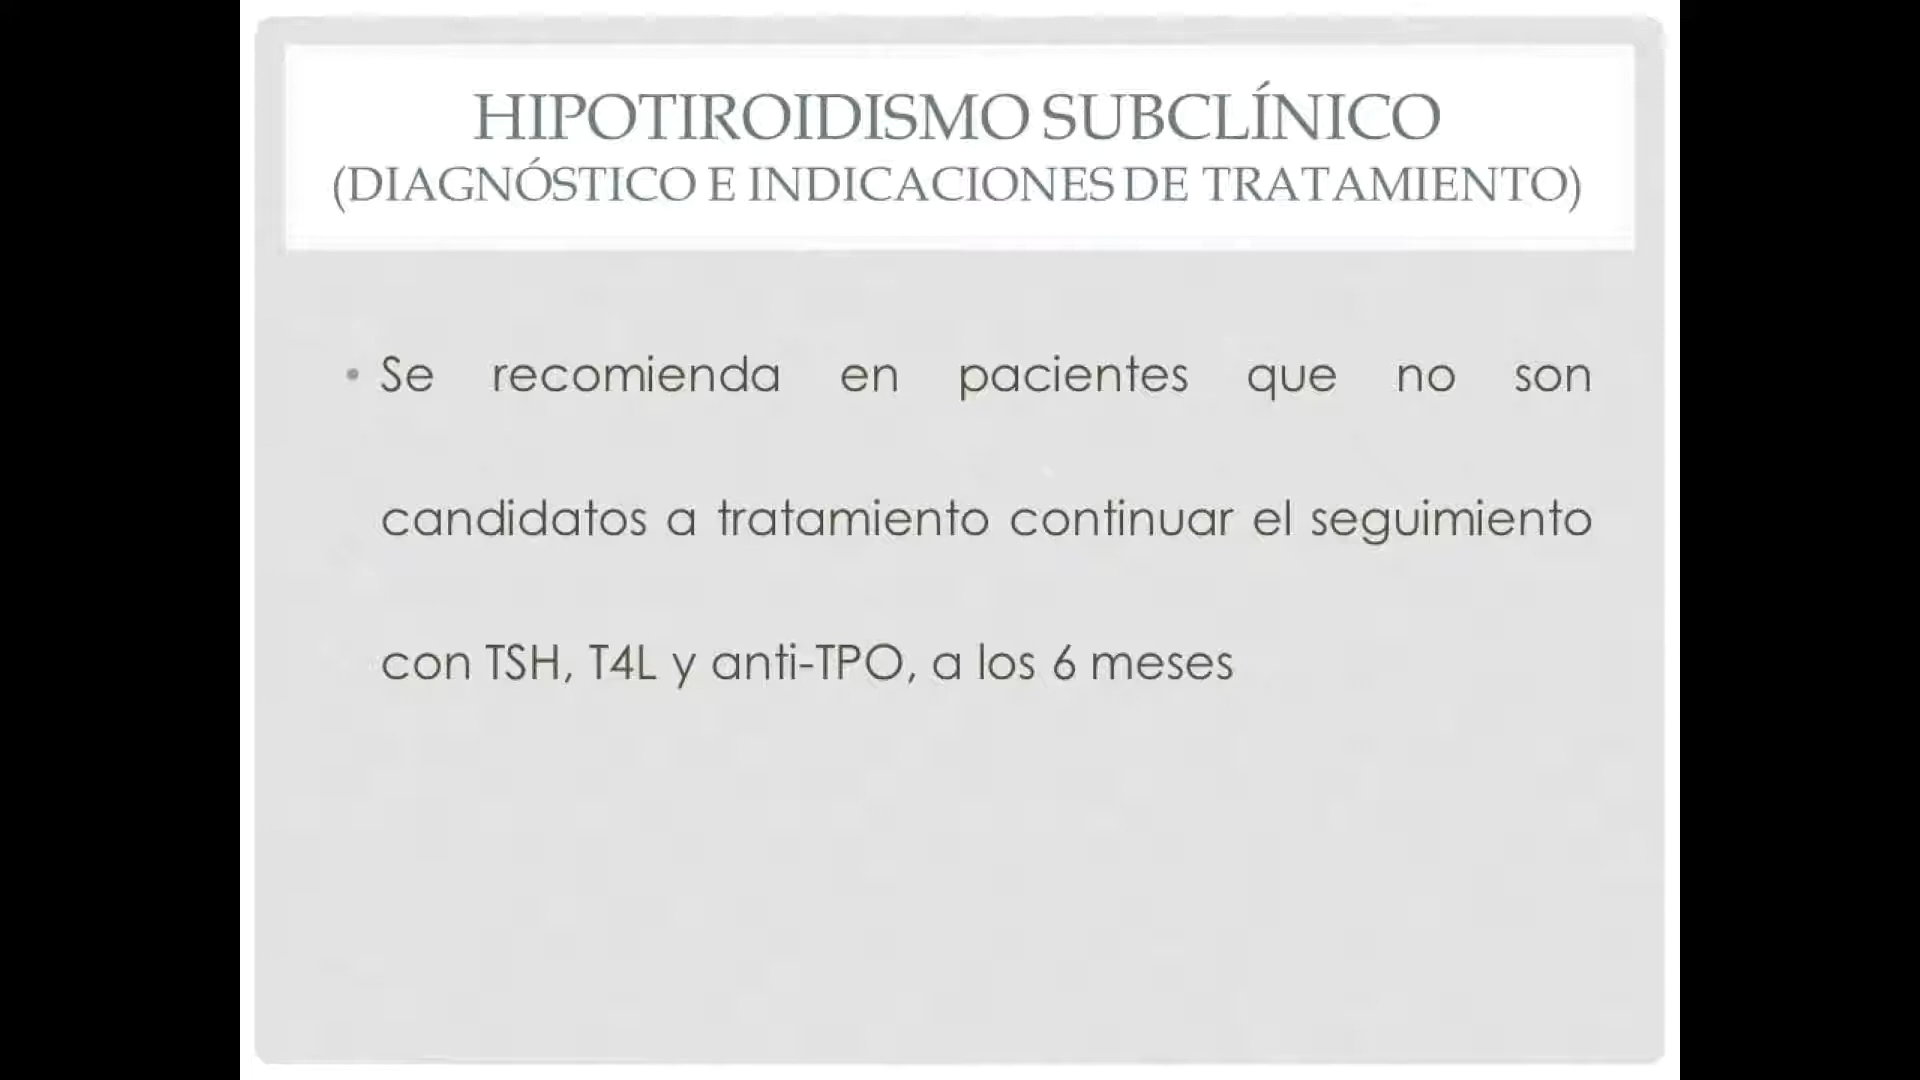 HIPOTIROIDISMO SUBCLÍNICO
(DIAGNÓSTICO E INDICACIONES DE TRATAMIENTO)
• Se recomienda en pacientes que no son
candidatos a tratamiento continuar el seguimiento
con TSH, T4L y anti-TPO, a los 6 meses